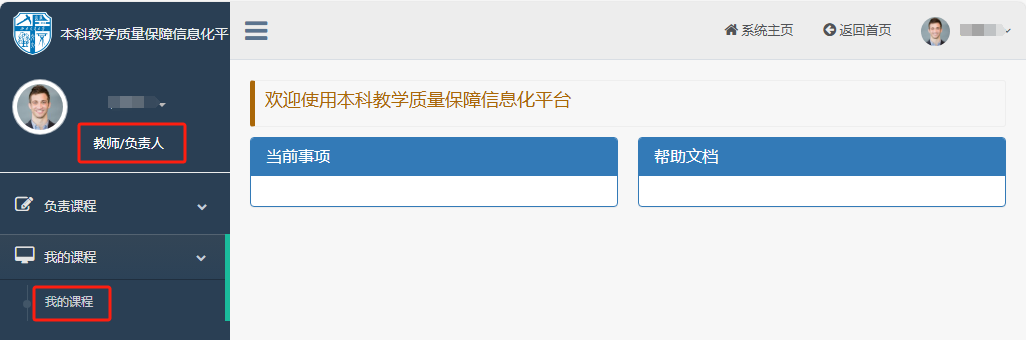 本科教学质量保障信息化平
系统主页
返回首页
教师/负责人
欢迎使用本科教学质量保障信息化平台
当前事项
帮助文档
负责课程
我的课程
我的课程